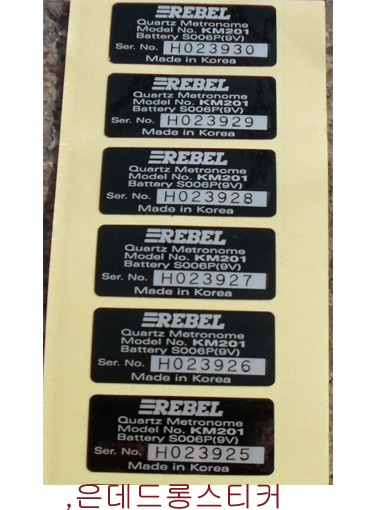 REBEL
Quartz Metronome
Model No. KM201
Battery S006P(9V)
Ser. No. H023930
Made in Korea
REBEL
Quartz Metronome
Model No. KM201
Battery S006P(9V)
Ser. No. H023929
Made in Korea
REBEL
Quartz Metronome
Model No. KM201
Battery S006P(9V)
Ser. No. H023928
Made in Korea
REBEL
Quartz Metronome
Model No. KM201
Battery S006P(9V)
Ser. No. H023927
Made in Korea
REBEL
Quartz Metronome
Model No. KM201
Battery S006P(9V)
Ser. No. H023926
Made in Korea
REBEL
Quartz Metronome
Model No. KM201
Battery S006P(9V)
Ser. No. H023925
Made in Korea
,은데드롱스티커